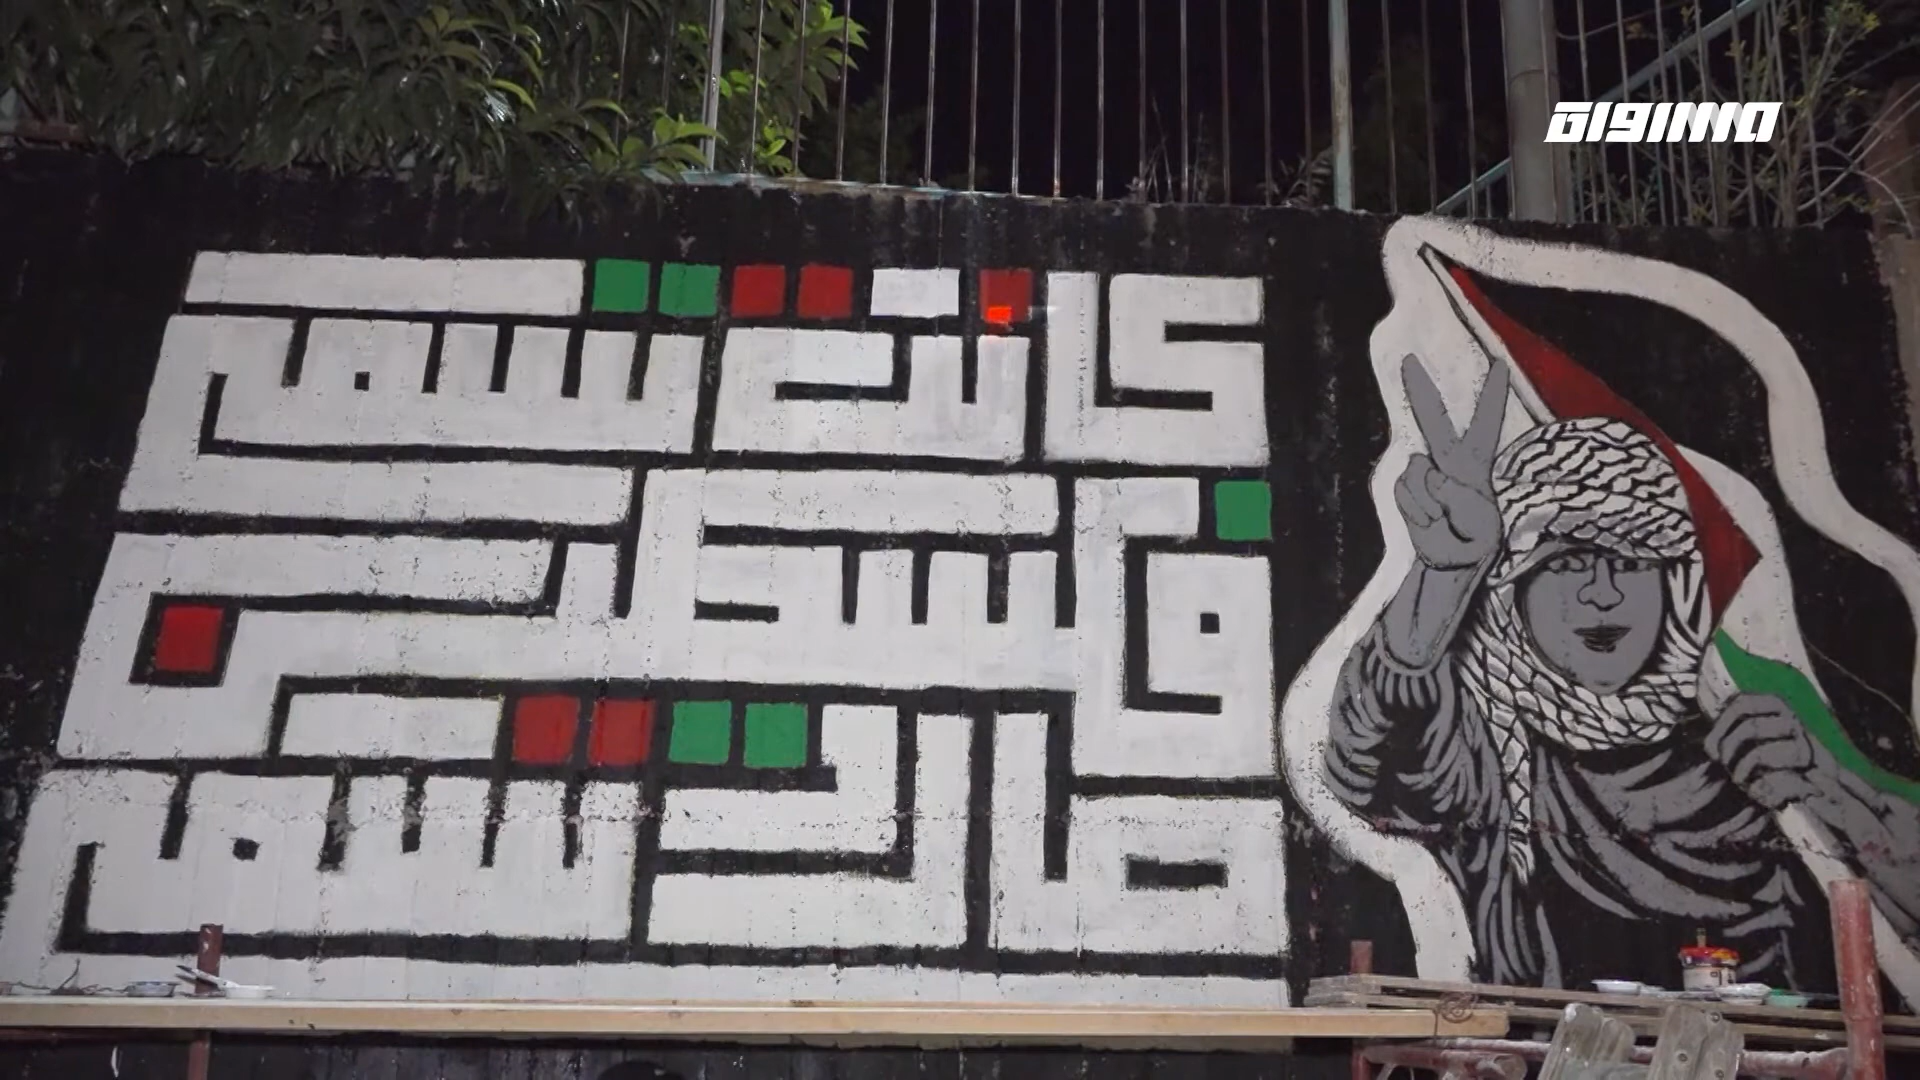 كانت تسمى
فلسطين
صارت تسمى